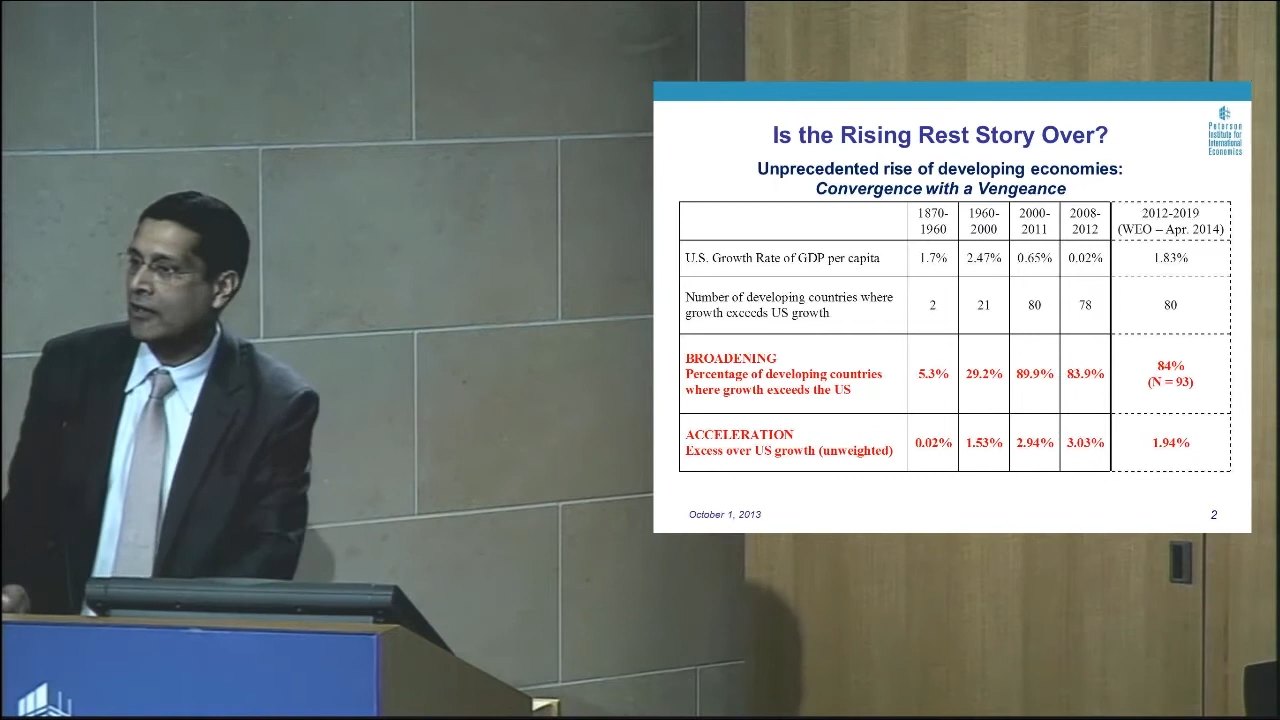 Is the Rising Rest Story Over?
Peterson
Institute for
International
Economics
Unprecedented rise of developing economies:
Convergence with a Vengeance
1870-
1960
1960-
2000
2000-
2011
2008-
2012
2012-2019
(WEO – Apr. 2014)
U.S. Growth Rate of GDP per capita
1.7%
2.47%
0.65%
0.02%
1.83%
Number of developing countries where
growth exceeds US growth
2
21
80
78
80
BROADENING
Percentage of developing countries
where growth exceeds the US
5.3%
29.2%
89.9%
83.9%
84%
(N = 93)
ACCELERATION
Excess over US growth (unweighted)
0.02%
1.53%
2.94%
3.03%
1.94%
October 1, 2013
2